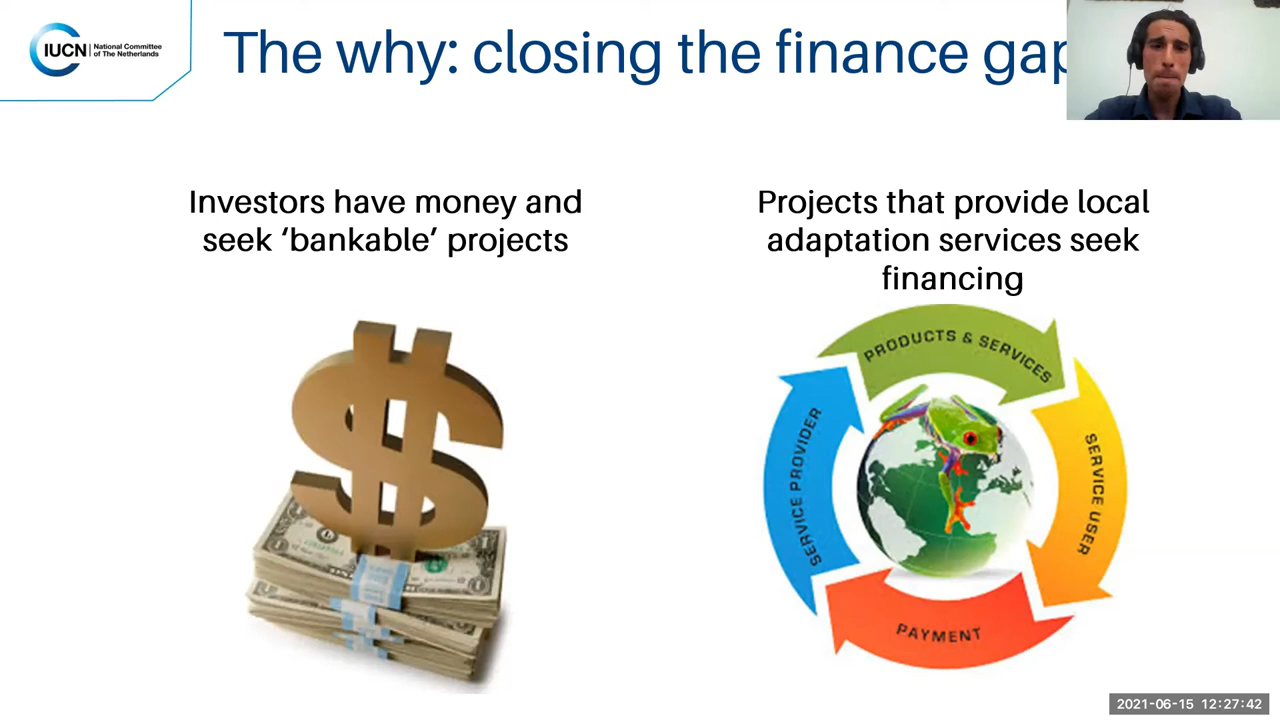 IUCN
National Committee
of The Netherlands
The why: closing the finance gap
Investors have money and
seek ‘bankable’ projects
Projects that provide local
adaptation services seek
financing
PRODUCTS & SERVICES
SERVICE PROVIDER
SERVICE USER
PAYMENT
2021-06-15 12:27:42